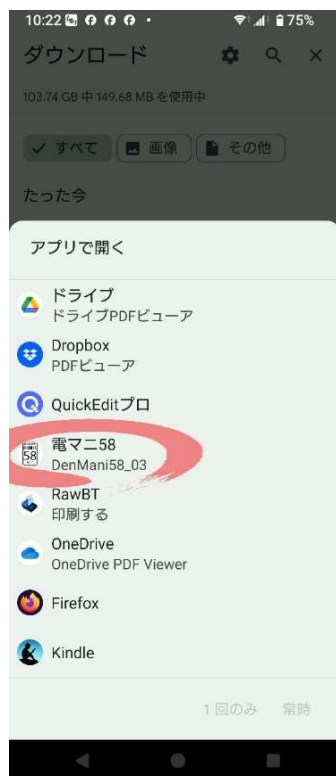 10:22
75%
ダウンロード
103.74 GB 中 149.68 MB を使用中
すべて
画像
その他
たった今
アプリで開く
ドライブ
ドライブPDFビューア
Dropbox
PDFビューア
QuickEditプロ
電マニ58
58
DenMani58_03
RawBT
印刷する
OneDrive
OneDrive PDF Viewer
Firefox
Kindle
1 回のみ
常時